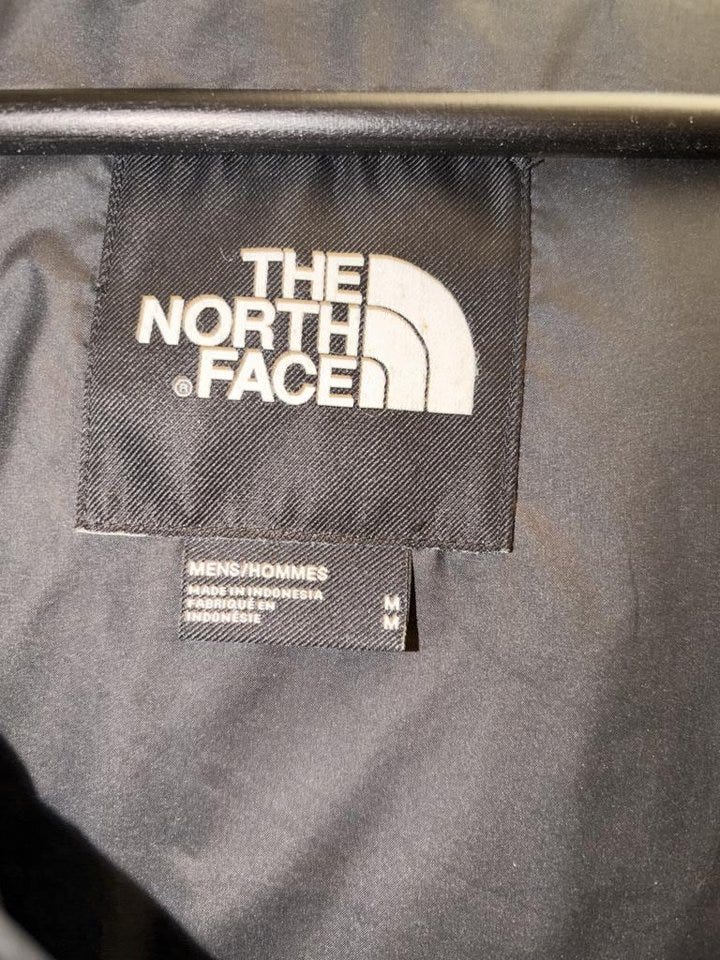 THE
NORTH
® FACE
MENS/HOMMES
MADE IN INDONESIA
FABRIQUÉ EN M
INDONÉSIE M